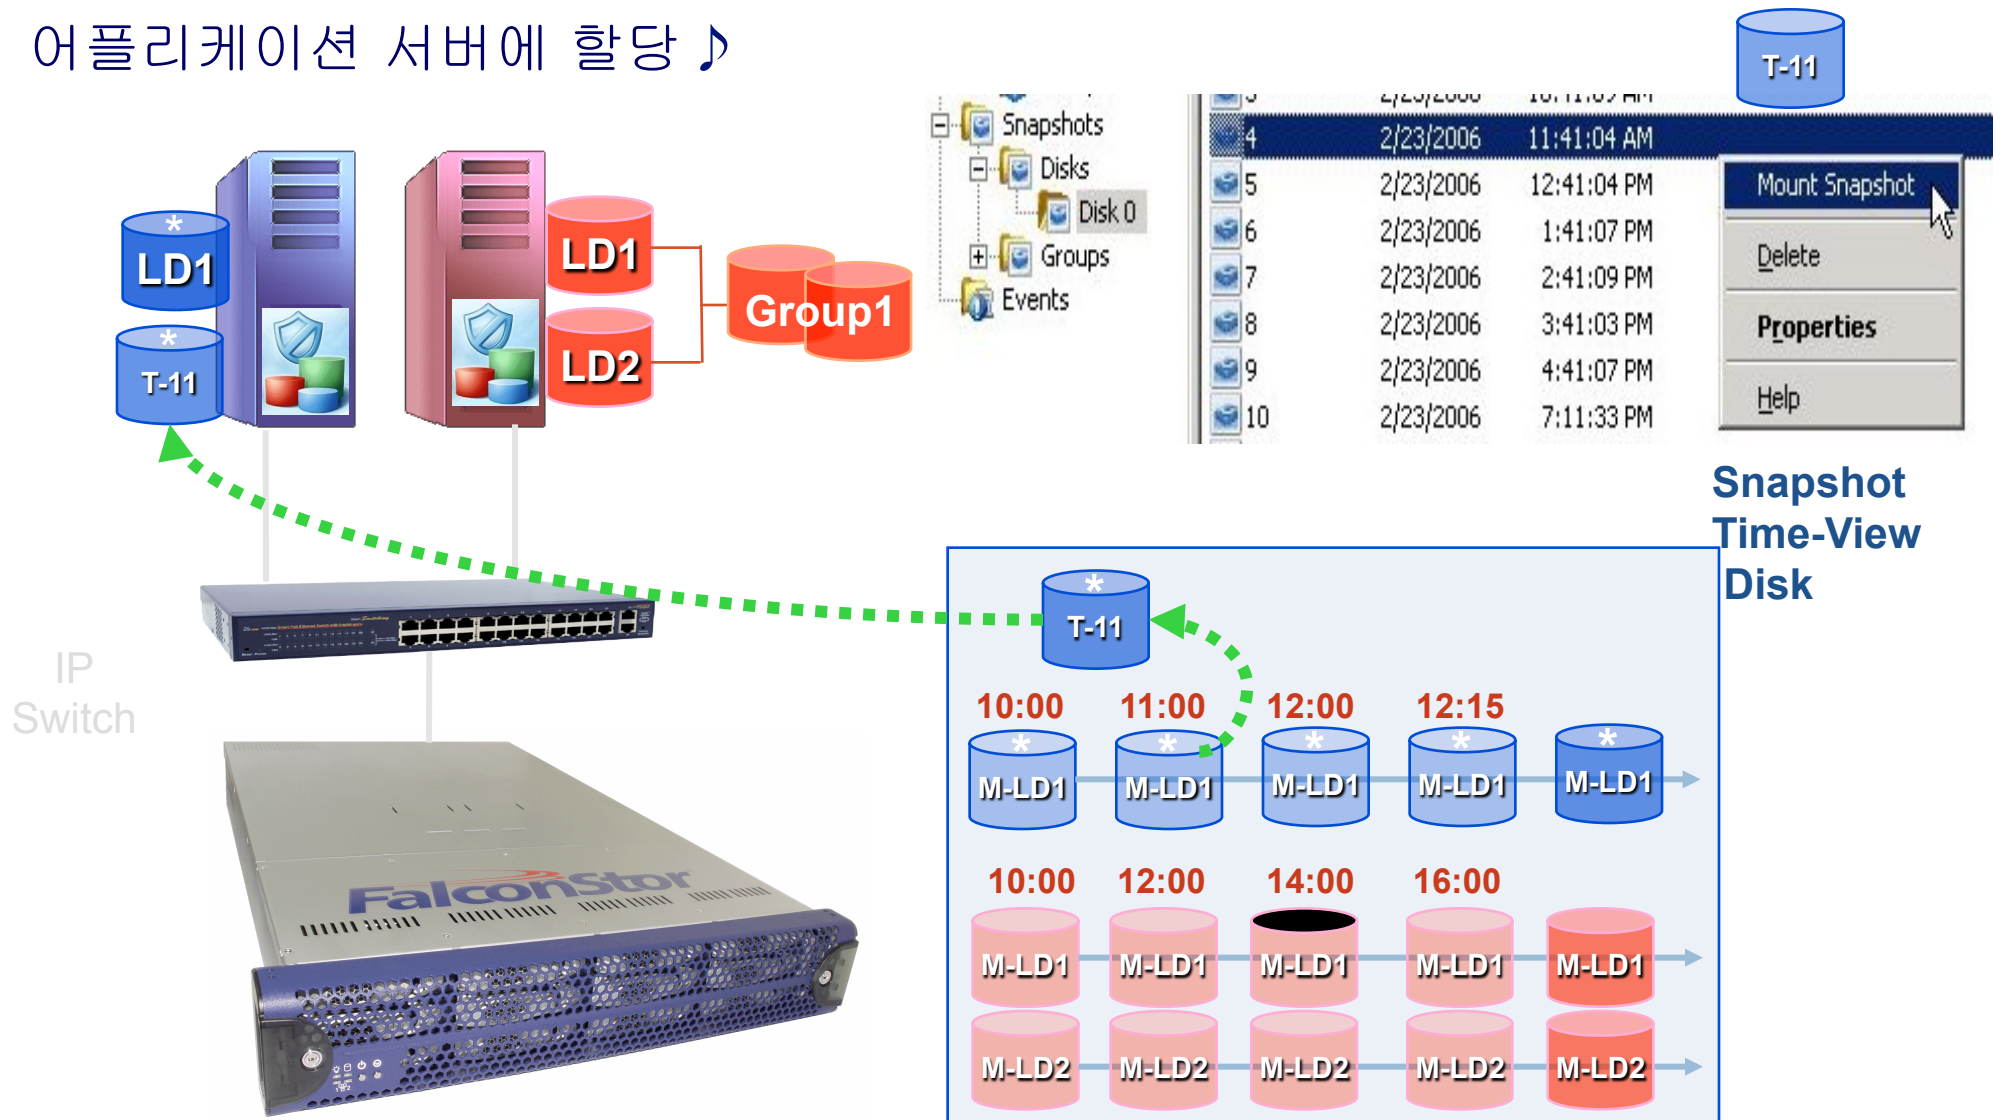 어플리케이션 서버에 할당 ♪
T-11
Snapshots
Disks
Disk 0
Groups
Events
4 2/23/2006 11:41:04 AM
5 2/23/2006 12:41:04 PM
6 2/23/2006 1:41:07 PM
7 2/23/2006 2:41:09 PM
8 2/23/2006 3:41:03 PM
9 2/23/2006 4:41:07 PM
10 2/23/2006 7:11:33 PM
Mount Snapshot
Delete
Properties
Help
*
LD1
*
T-11
LD1
LD2
Group1
Snapshot
Time-View
Disk
IP
Switch
FalconStor
*
T-11
10:00 11:00 12:00 12:15
* * * * *
M-LD1 M-LD1 M-LD1 M-LD1 M-LD1
10:00 12:00 14:00 16:00
M-LD1 M-LD1 M-LD1 M-LD1 M-LD1
M-LD2 M-LD2 M-LD2 M-LD2 M-LD2